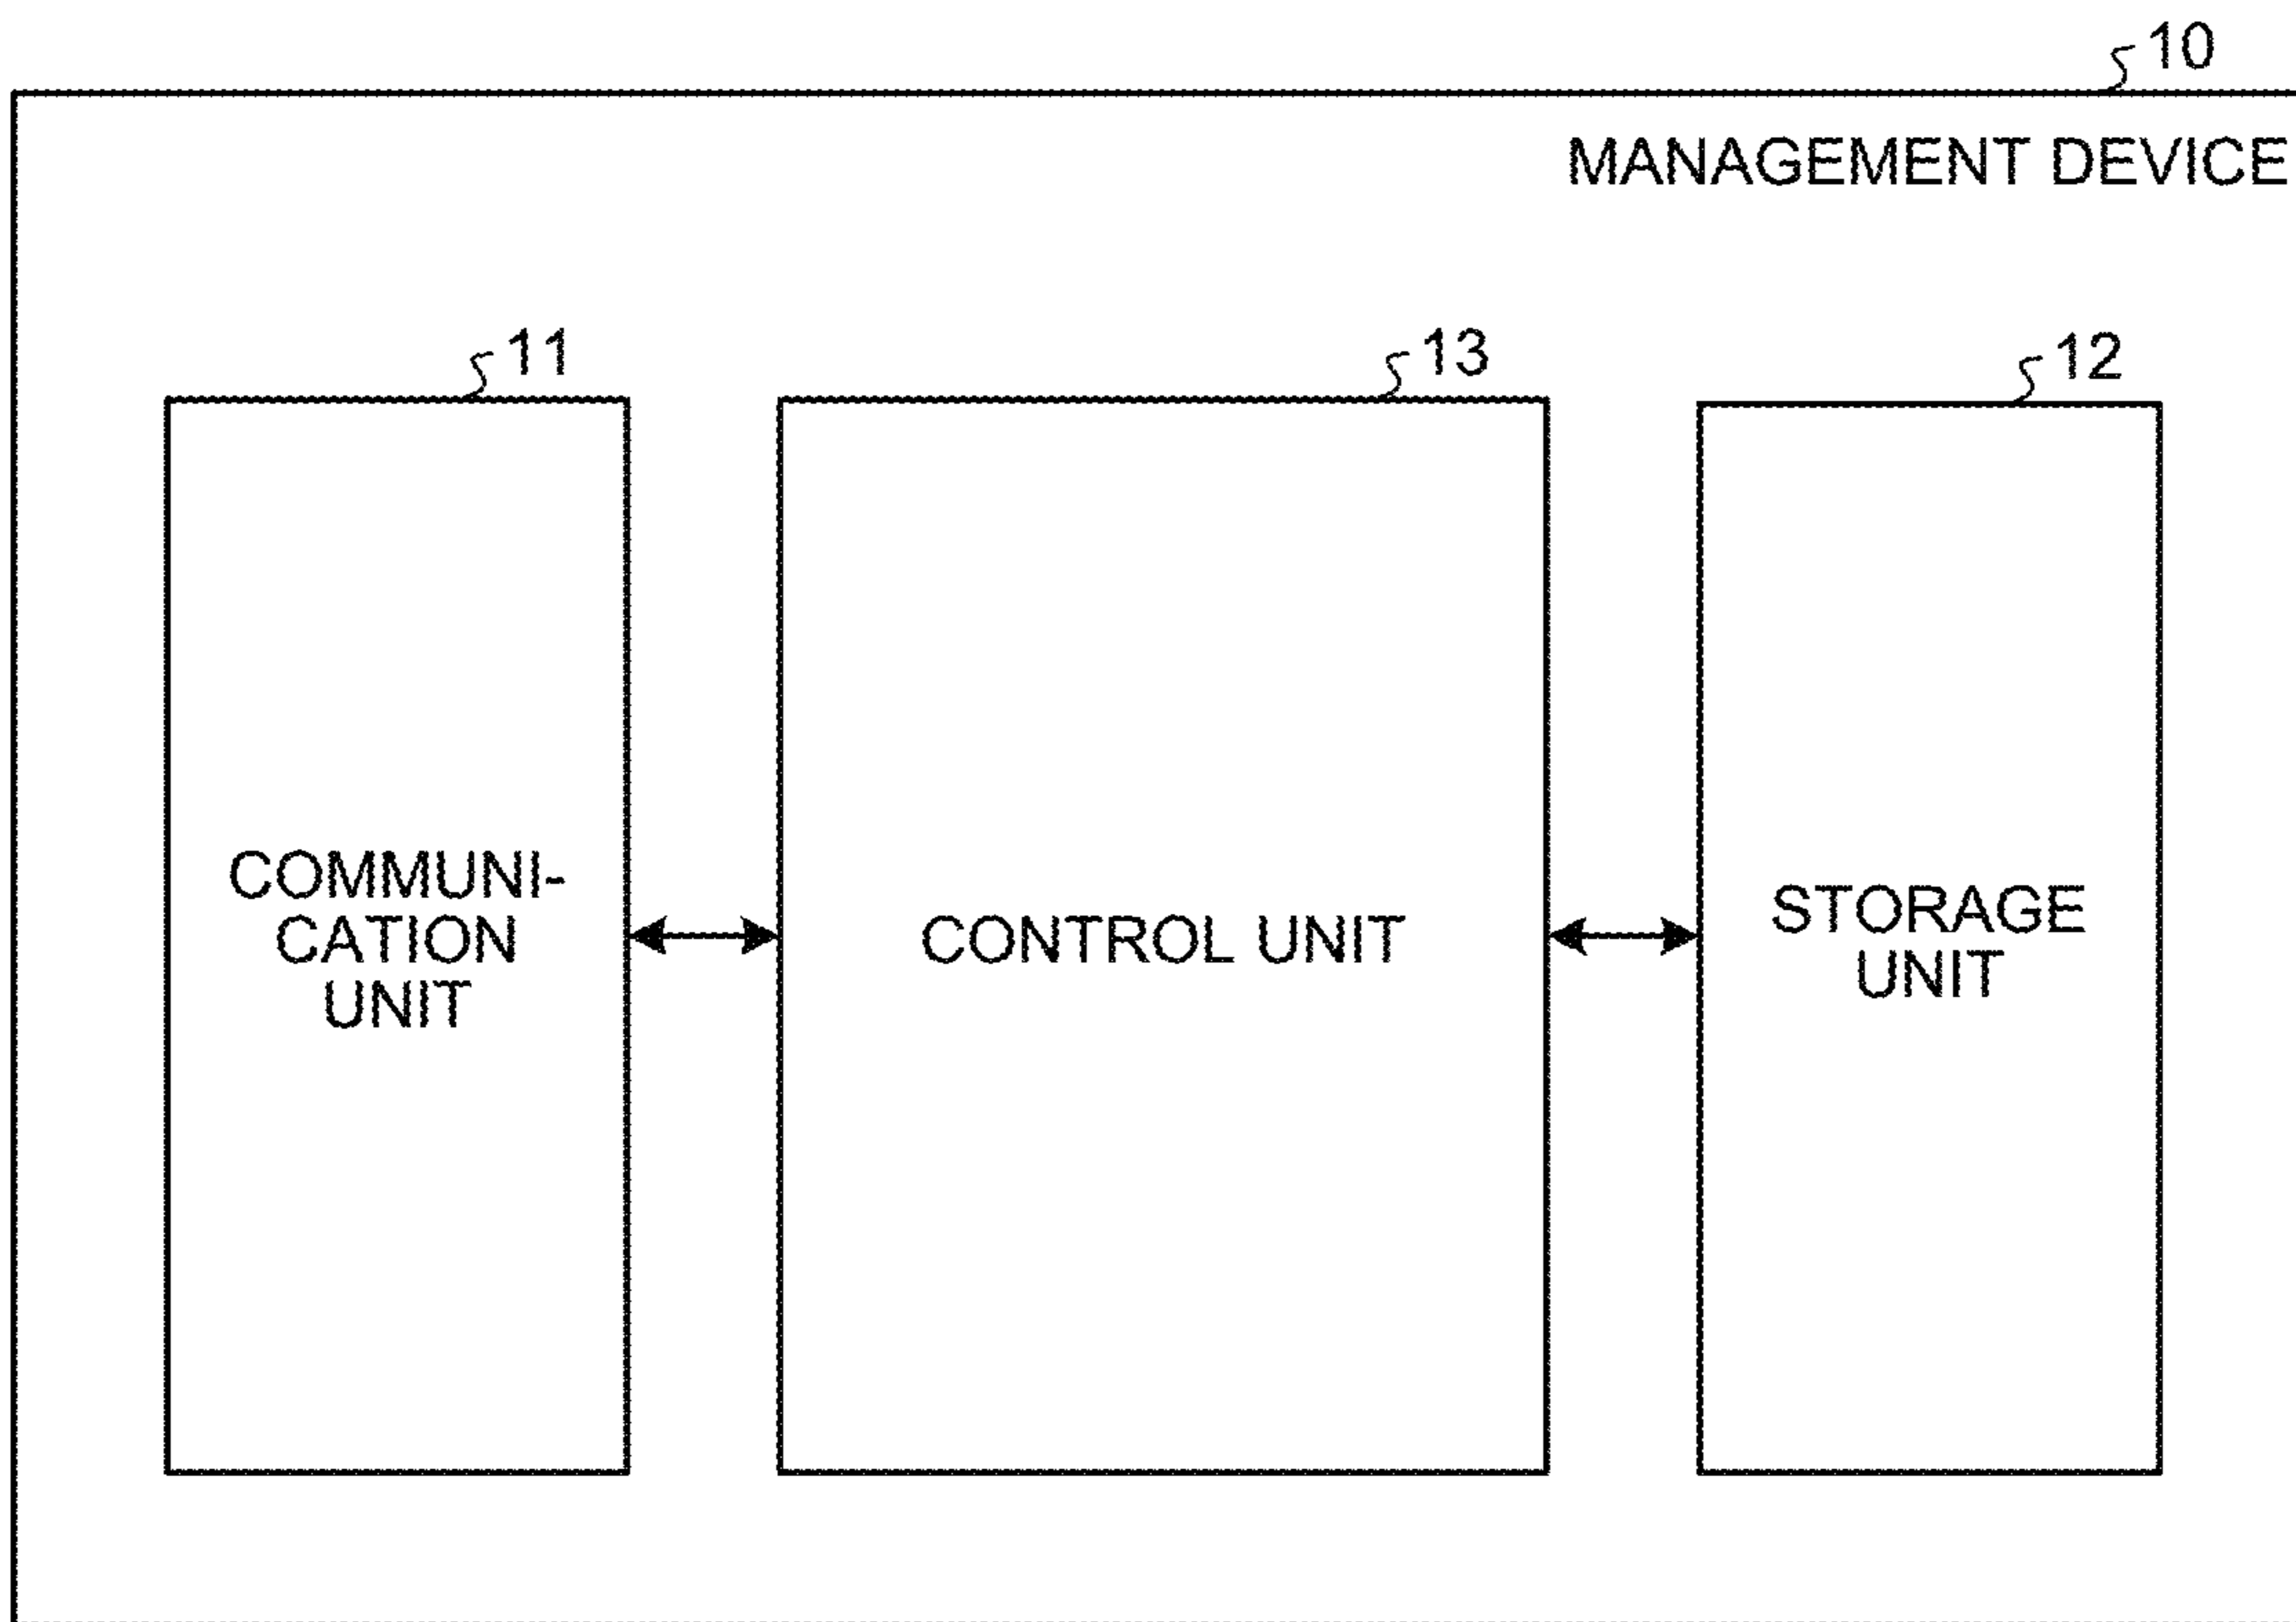 10
MANAGEMENT DEVICE
11
13
12
COMMUNI-
CATION
UNIT
CONTROL UNIT
STORAGE
UNIT